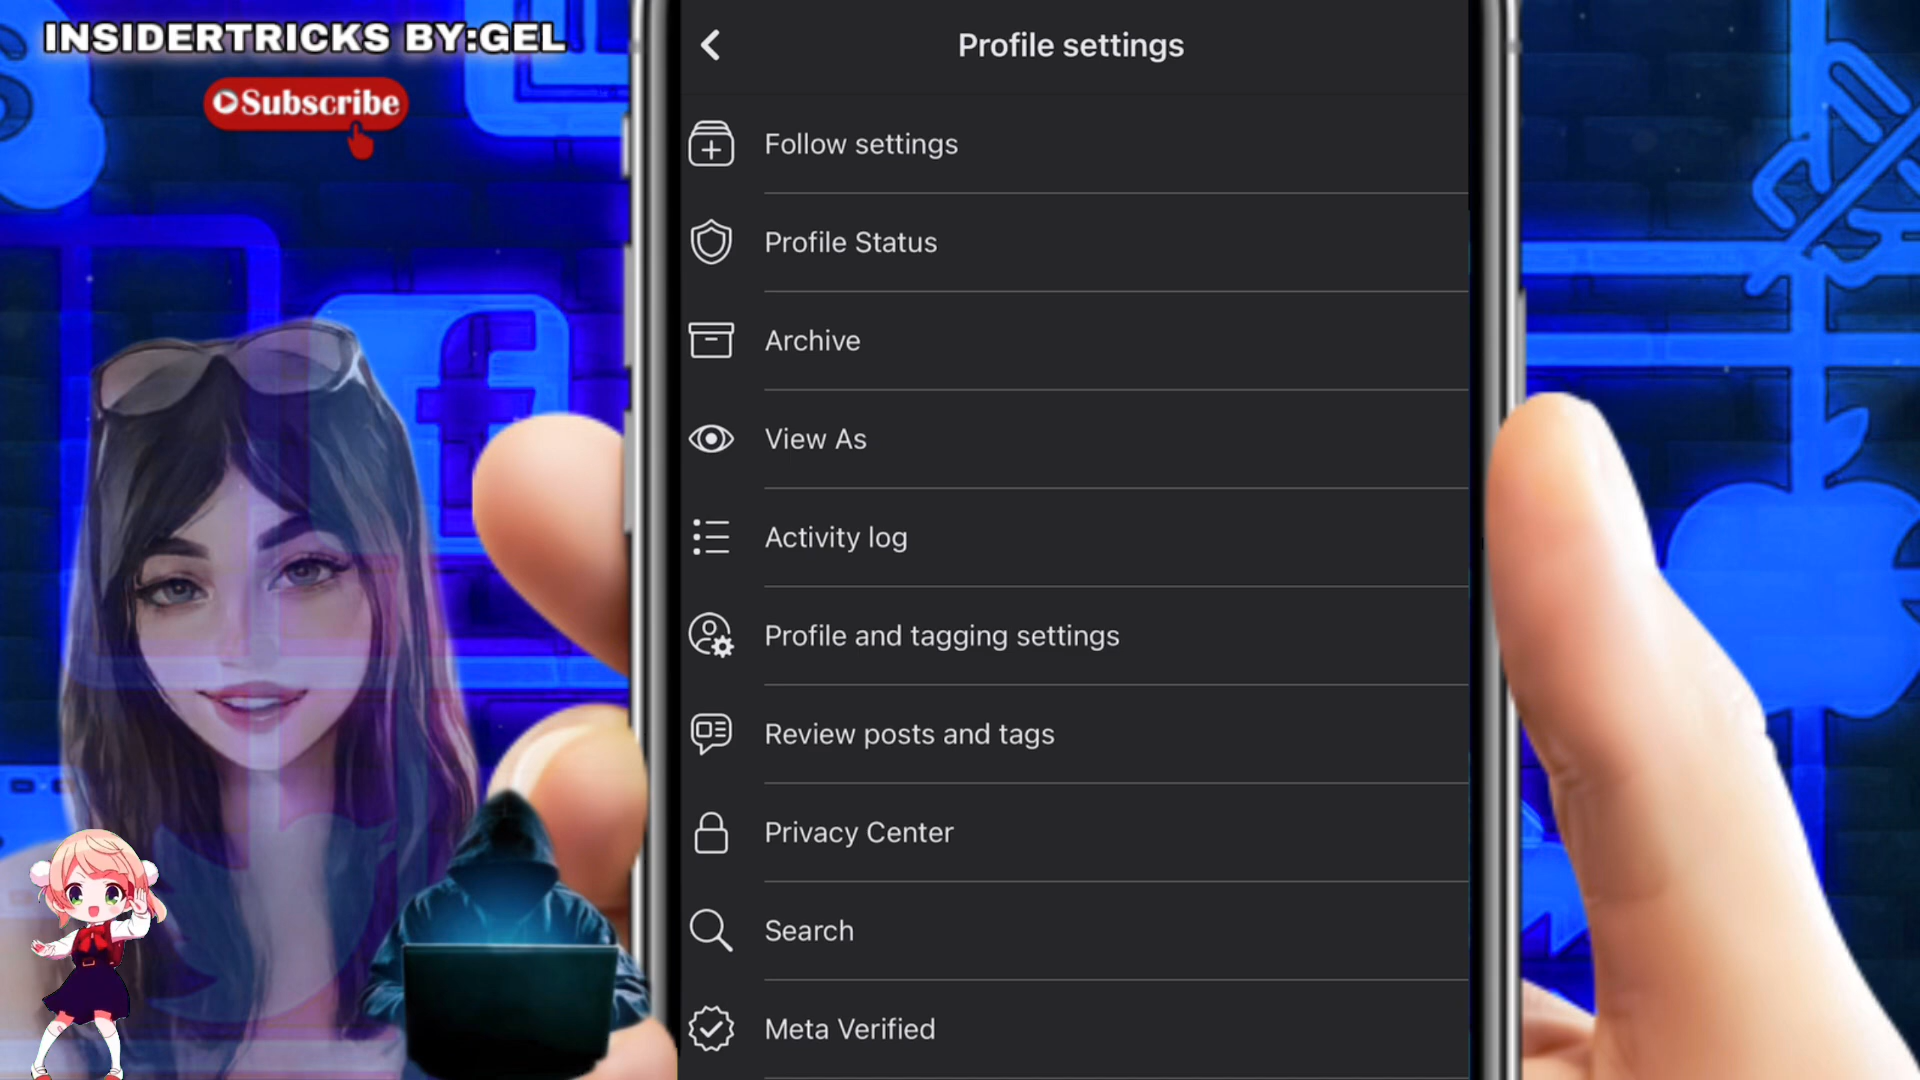 INSIDERTRICKS BY:GEL
Subscribe
Profile settings
Follow settings
Profile Status
Archive
View As
Activity log
Profile and tagging settings
Review posts and tags
Privacy Center
Search
Meta Verified